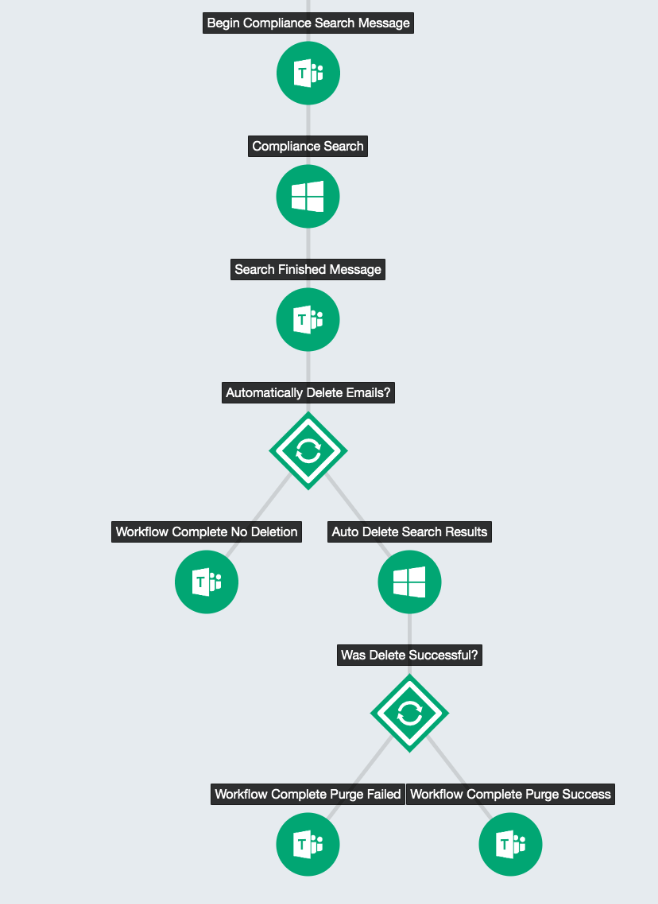 Begin Compliance Search Message
T
Compliance Search
Search Finished Message
T
Automatically Delete Emails?
Workflow Complete No Deletion
Auto Delete Search Results
T
Was Delete Successful?
Workflow Complete Purge Failed
Workflow Complete Purge Success
T
T